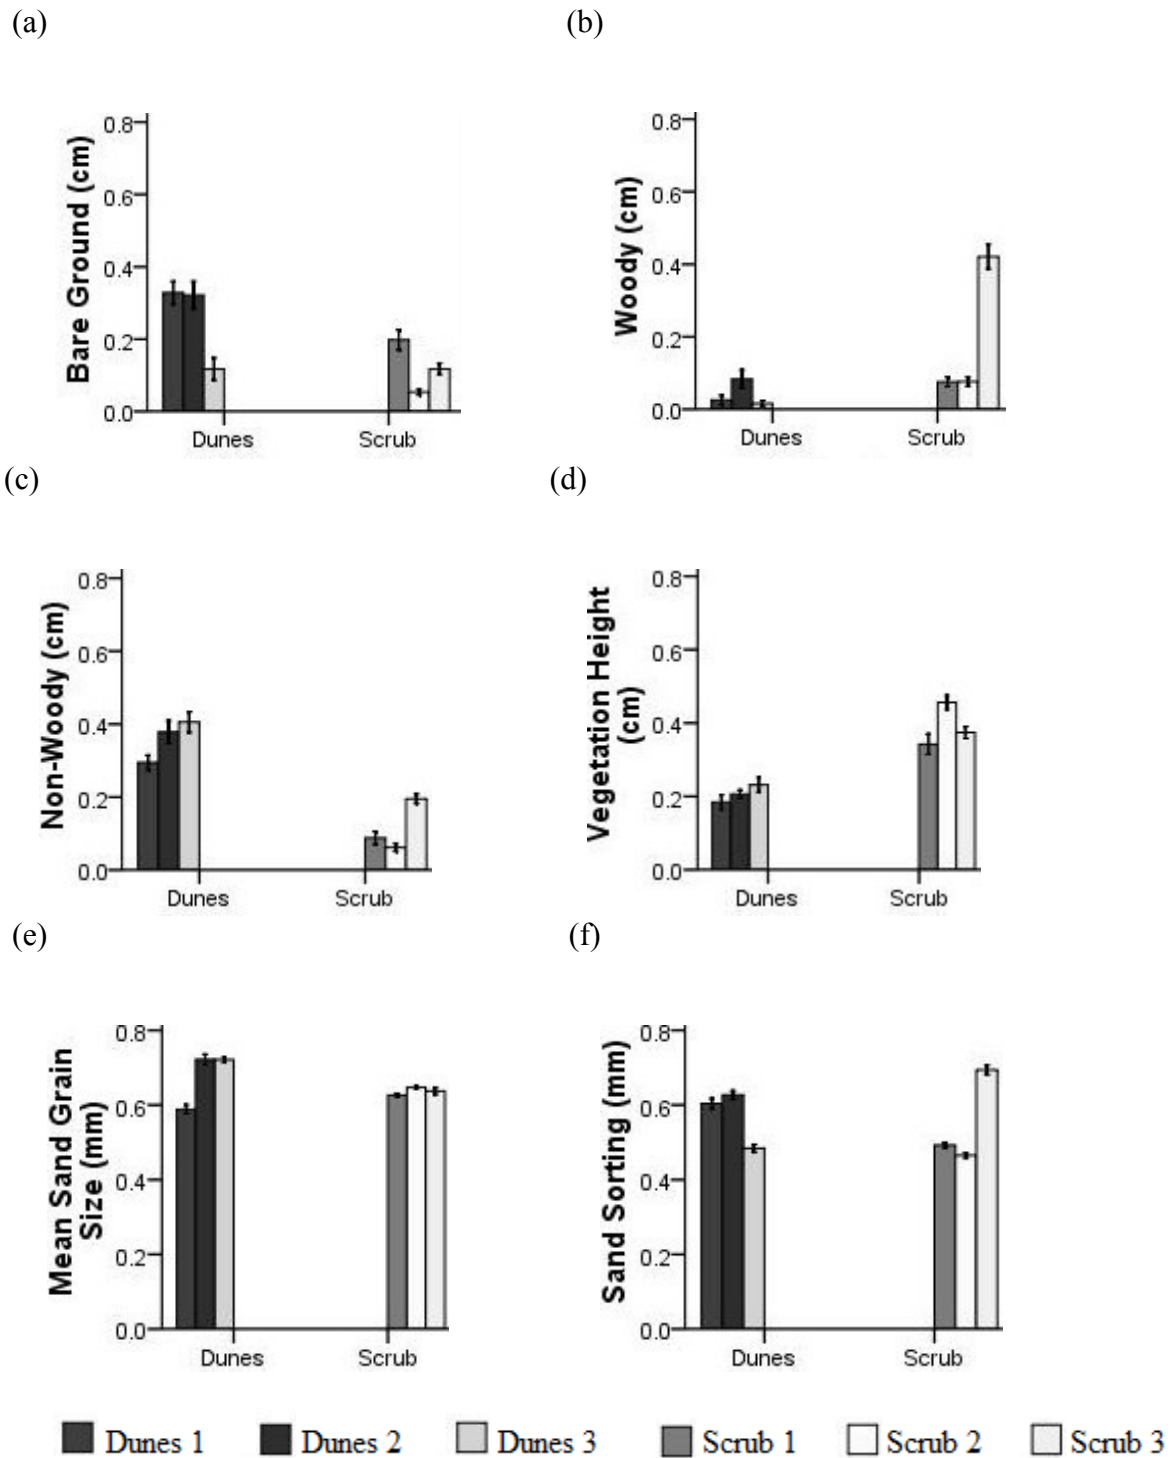 (a)
(b)
0.8
0.6
0.4
0.2
0.0
Bare Ground (cm)
Dunes
Scrub
0.8
0.6
0.4
0.2
0.0
Woody (cm)
Dunes
Scrub
(c)
(d)
0.8
0.6
0.4
0.2
0.0
Non-Woody (cm)
Dunes
Scrub
0.8
0.6
0.4
0.2
0.0
Vegetation Height
(cm)
Dunes
Scrub
(e)
(f)
0.8
0.6
0.4
0.2
0.0
Mean Sand Grain
Size (mm)
Dunes
Scrub
0.8
0.6
0.4
0.2
0.0
Sand Sorting (mm)
Dunes
Scrub
Dunes 1
Dunes 2
Dunes 3
Scrub 1
Scrub 2
Scrub 3